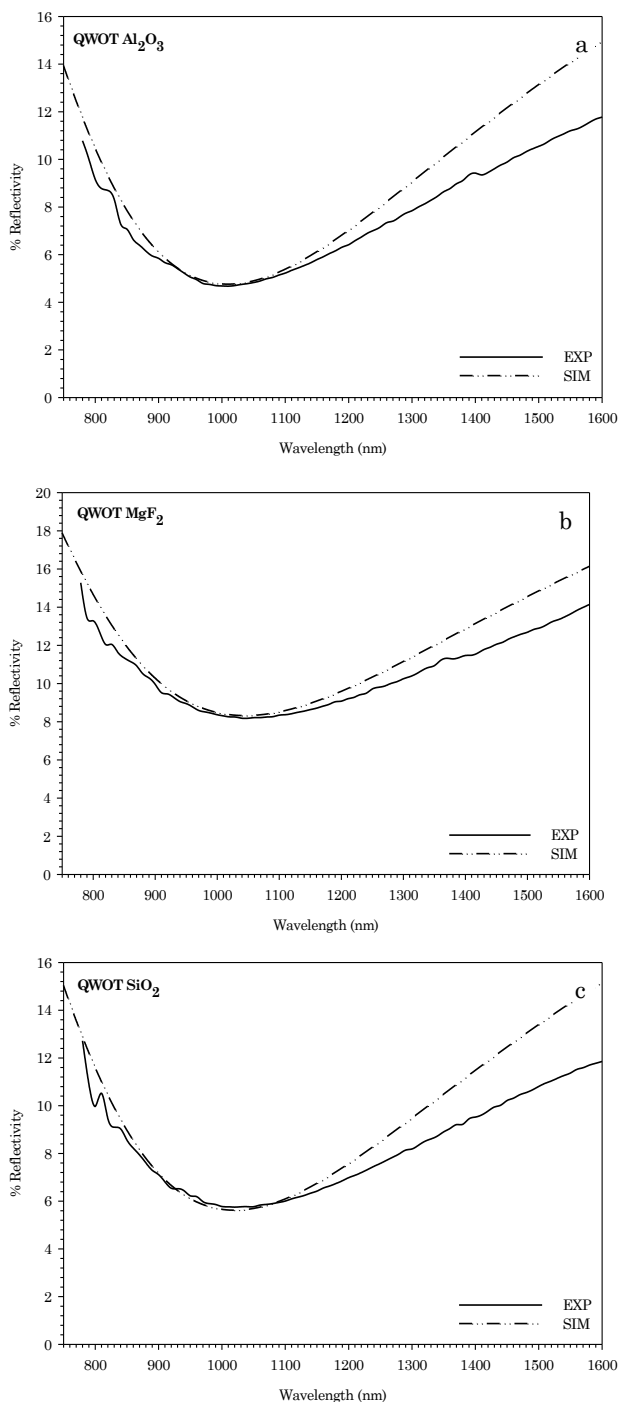 16
QWOT Al2O3
a
14
12
10
% Reflectivity
8
6
4
2
EXP
SIM
0
800 900 1000 1100 1200 1300 1400 1500 1600
Wavelength (nm)
20
QWOT MgF2
b
18
16
14
12
% Reflectivity
10
8
6
4
2
EXP
SIM
0
800 900 1000 1100 1200 1300 1400 1500 1600
Wavelength (nm)
16
QWOT SiO2
c
14
12
10
% Reflectivity
8
6
4
2
EXP
SIM
0
800 900 1000 1100 1200 1300 1400 1500 1600
Wavelength (nm)